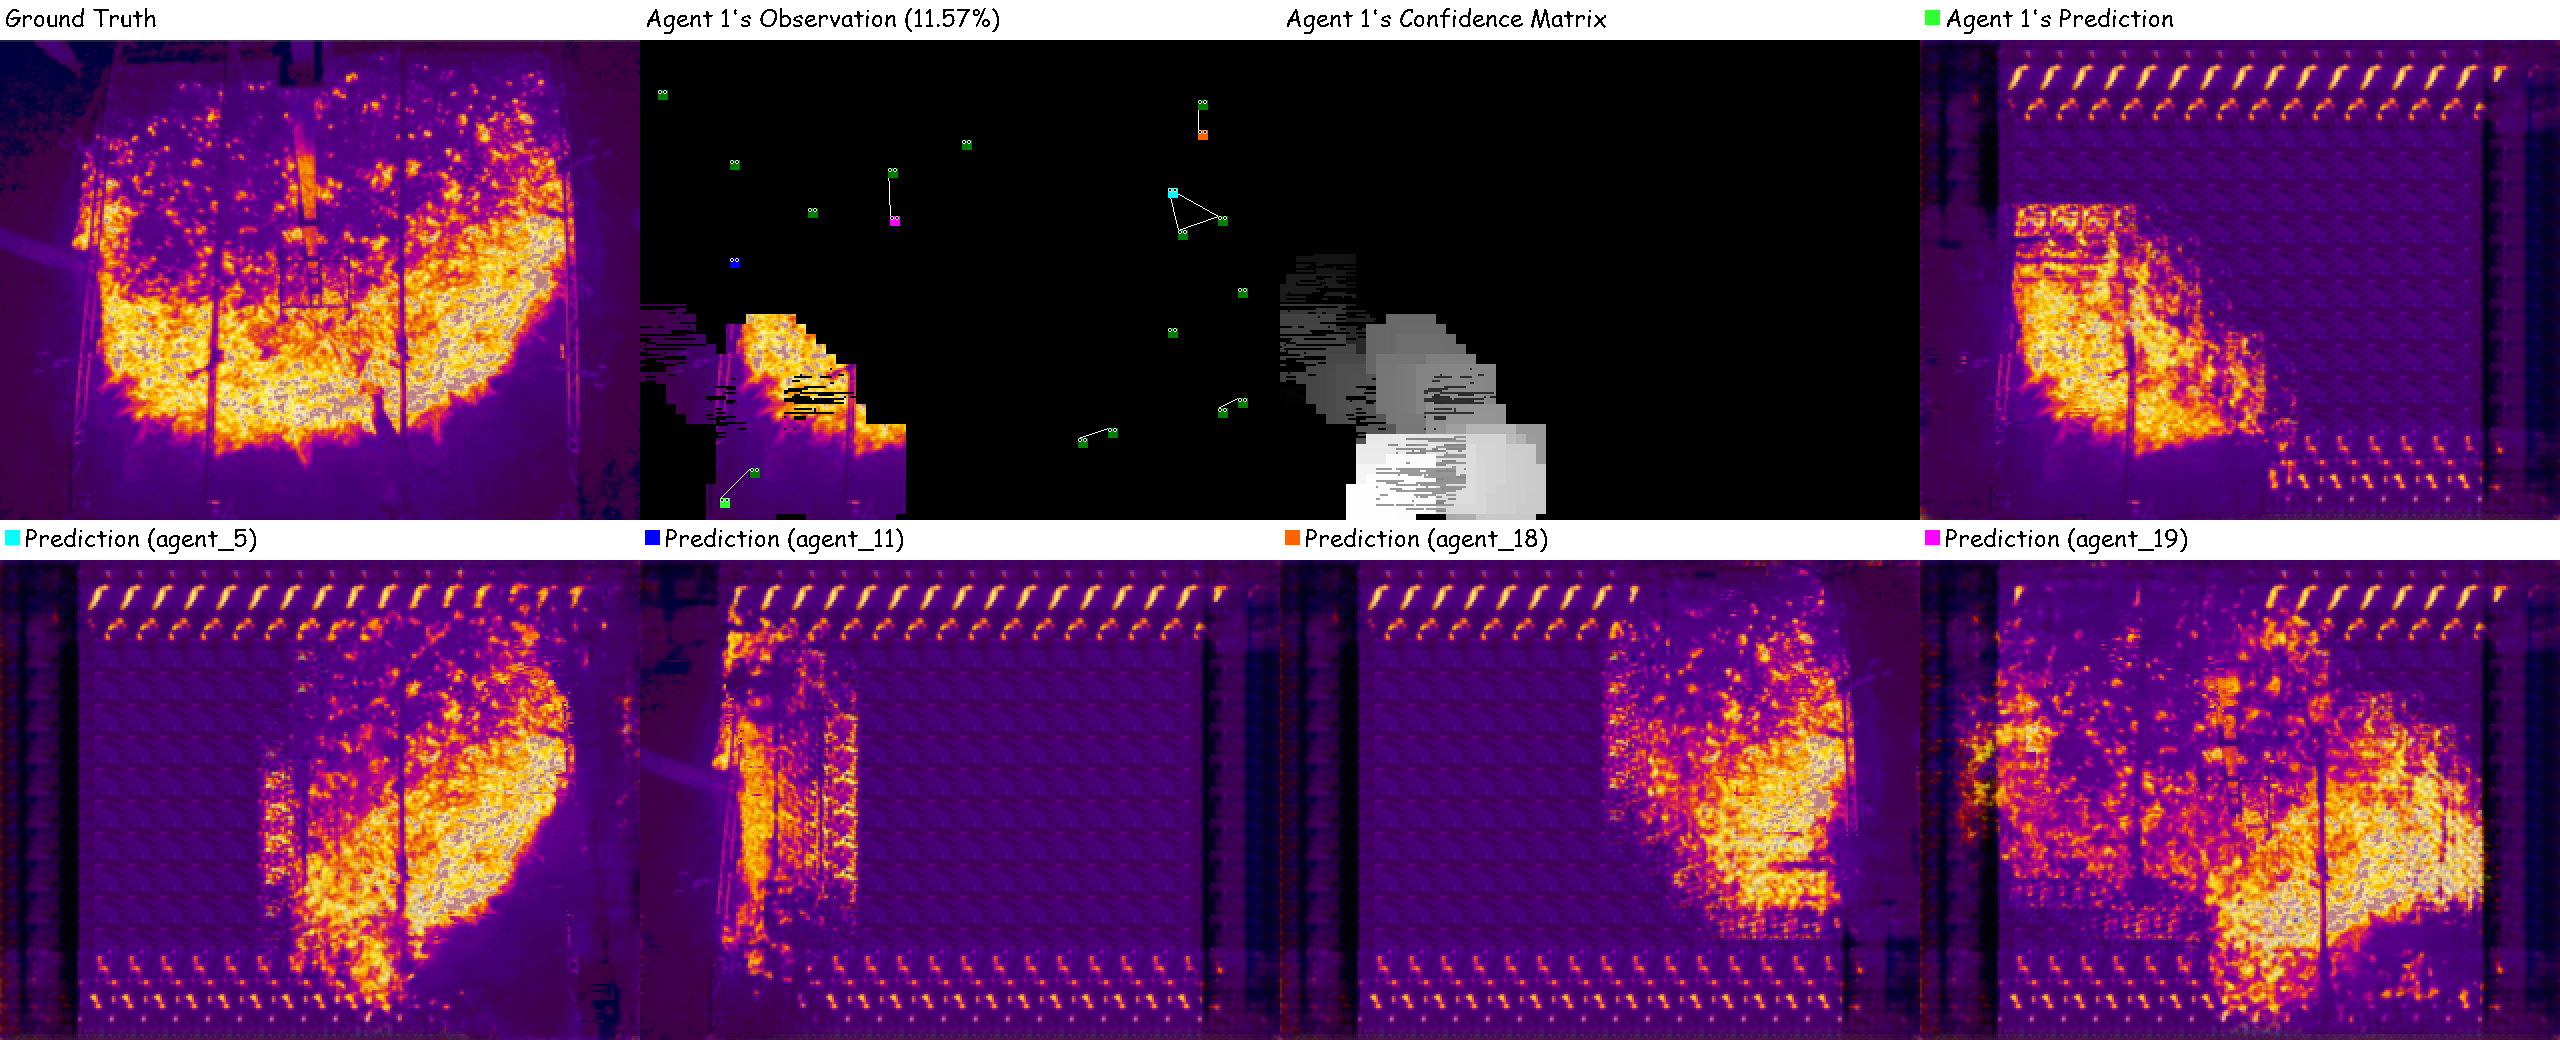 Ground Truth
Agent 1's Observation (11.57%)
Agent 1's Confidence Matrix
Agent 1's Prediction
Prediction (agent_5)
Prediction (agent_11)
Prediction (agent_18)
Prediction (agent_19)